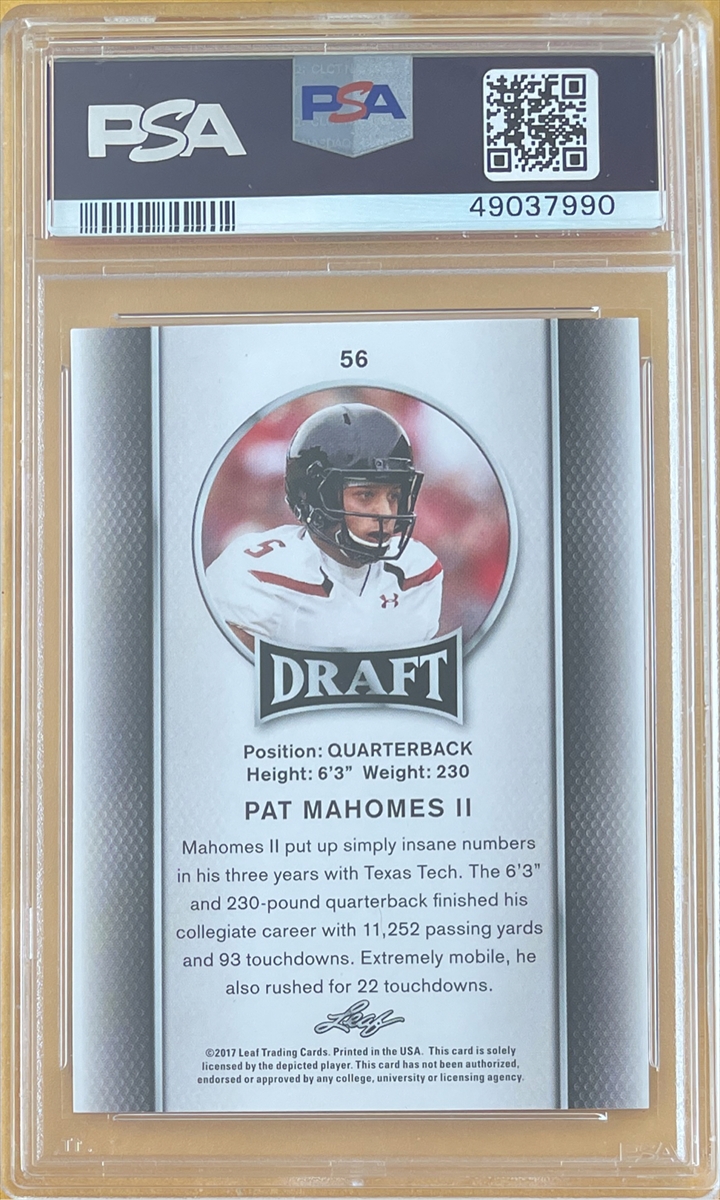 PSA
PSA
49037990
56
5
DRAFT
Position: QUARTERBACK
Height: 6'3" Weight: 230
PAT MAHOMES II
Mahomes II put up simply insane numbers
in his three years with Texas Tech. The 6'3"
and 230-pound quarterback finished his
collegiate career with 11,252 passing yards
and 93 touchdowns. Extremely mobile, he
also rushed for 22 touchdowns.
Leaf
©2017 Leaf Trading Cards. Printed in the USA. This card is solely
licensed by the depicted player. This card has not been authorized,
endorsed or approved by any college, university or licensing agency.
PSA